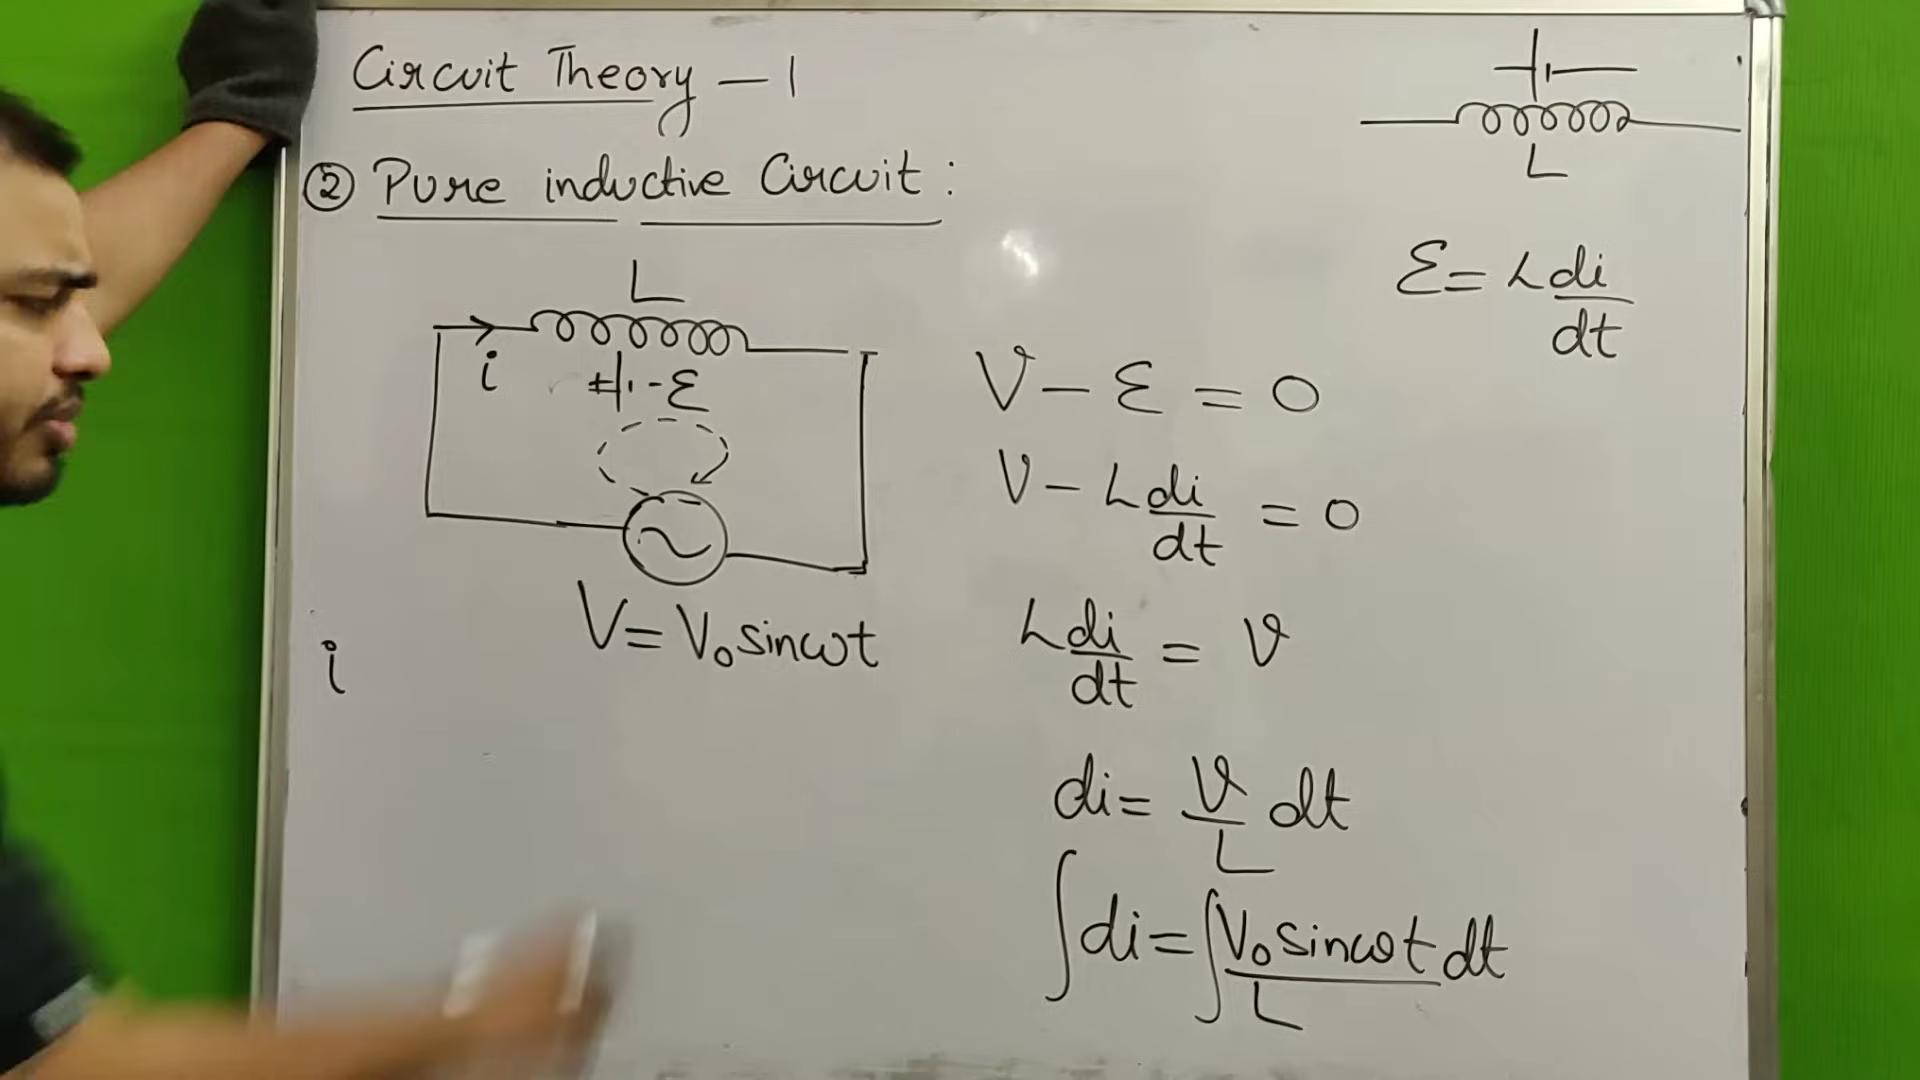 Circuit Theory – 1
② Pure inductive Circuit :
L
i
+ - ε
V = V₀ sinωt
i
L
ε = L di/dt
V – ε = 0
V – L di/dt = 0
L di/dt = V
di = V/L dt
∫di = ∫V₀ sinωt/L dt